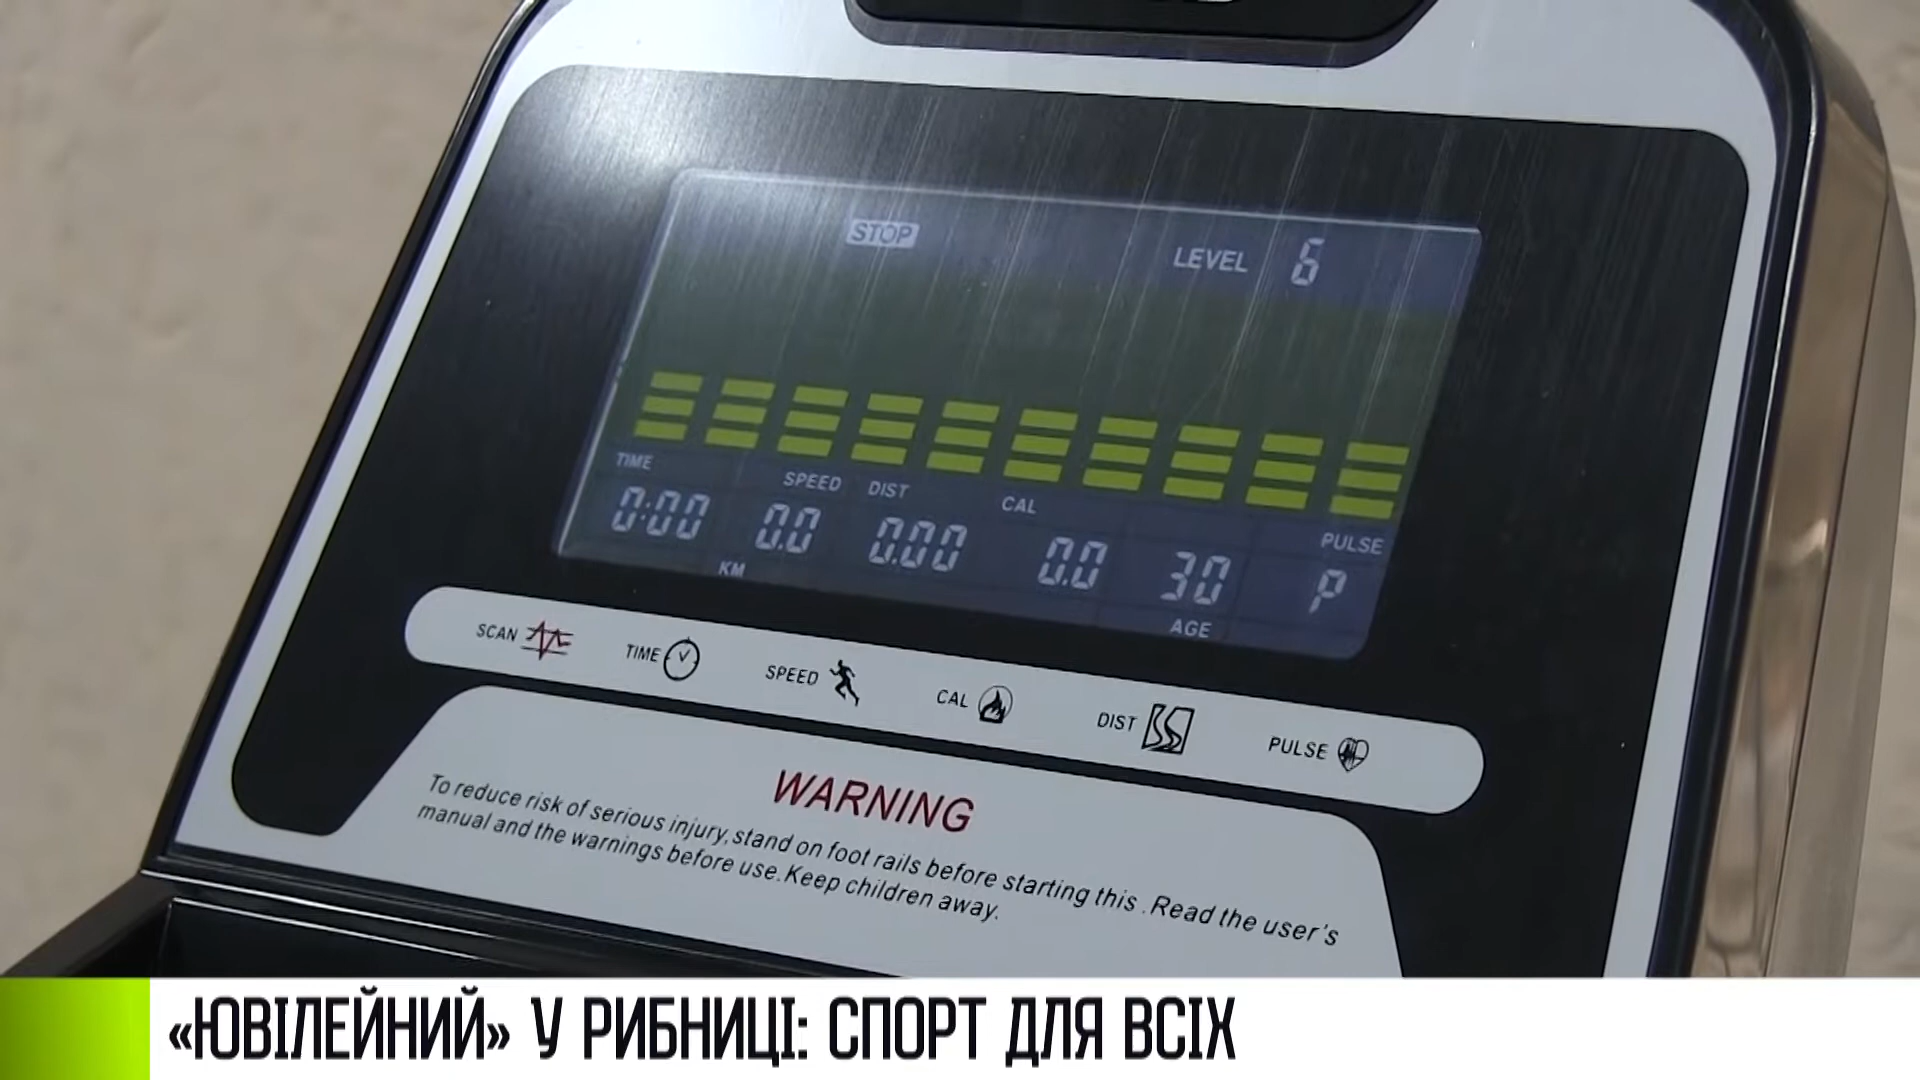 STOP
LEVEL 6
TIME SPEED DIST CAL PULSE
0:00 0.0 0.00 0.0 30 P
KM AGE
SCAN TIME SPEED CAL DIST PULSE
WARNING
To reduce risk of serious injury,stand on foot rails before starting this .Read the user's
manual and the warnings before use.Keep children away.
«ЮВІЛЕЙНИЙ» У РИБНИЦІ: СПОРТ ДЛЯ ВСІХ